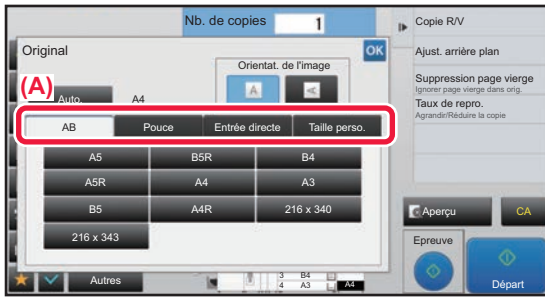 Nb. de copies 1
Copie R/V
Original
OK
Orientat. de l'image
Ajust. arrière plan
Suppression page vierge
Ignorer page vierge dans orig.
(A)
Auto. A4
A A
Taux de repro.
Agrandir/Réduire la copie
AB Pouce Entrée directe Taille perso.
A5 B5R B4
A5R A4 A3
B5 A4R 216 x 340
216 x 343
Aperçu CA
Epreuve
Autres
3 B4
4 A3 A4
Départ